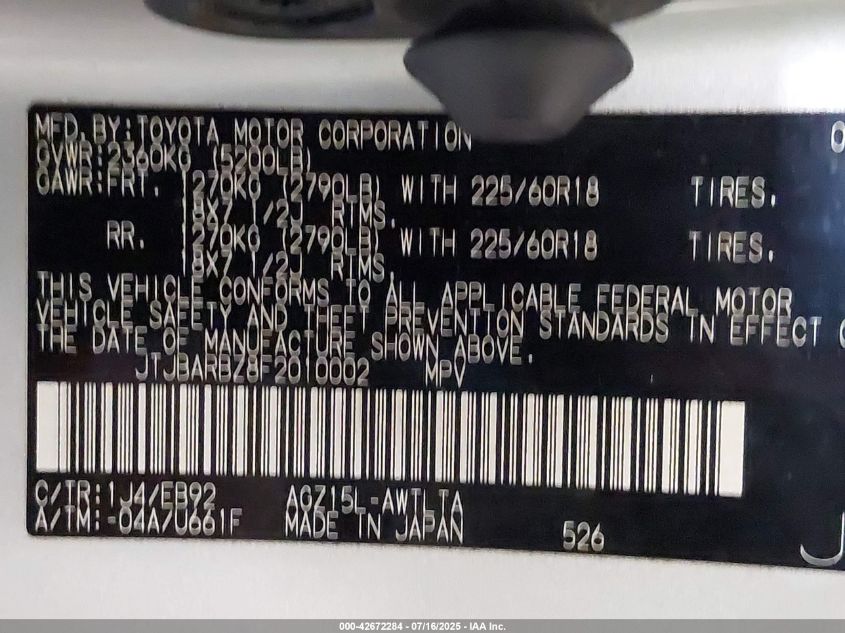 MFD.BY:TOYOTA MOTOR CORPORATION 0
GVWR:2360KG (5200LB)
GAWR:FRT. 1270KG (2790LB) WITH 225/60R18 TIRES.
18X7 1/2J RIMS.
RR. 1270KG (2790LB) WITH 225/60R18 TIRES,
18X7 1/2J RIMS.
THIS VEHICLE CONFORMS TO ALL APPLICABLE FEDERAL MOTOR
VEHICLE SAFETY AND THEFT PREVENTION STANDARDS IN EFFECT O
THE DATE OF MANUFACTURE SHOWN ABOVE.
JTJBARBZ8F2010002 MPV
C/TR:1J4/EB92 AGZ15L-AWTLTA
A/TM:-04A/U661F MADE IN JAPAN 526
J
000-42672284 - 07/16/2025 - IAA Inc.